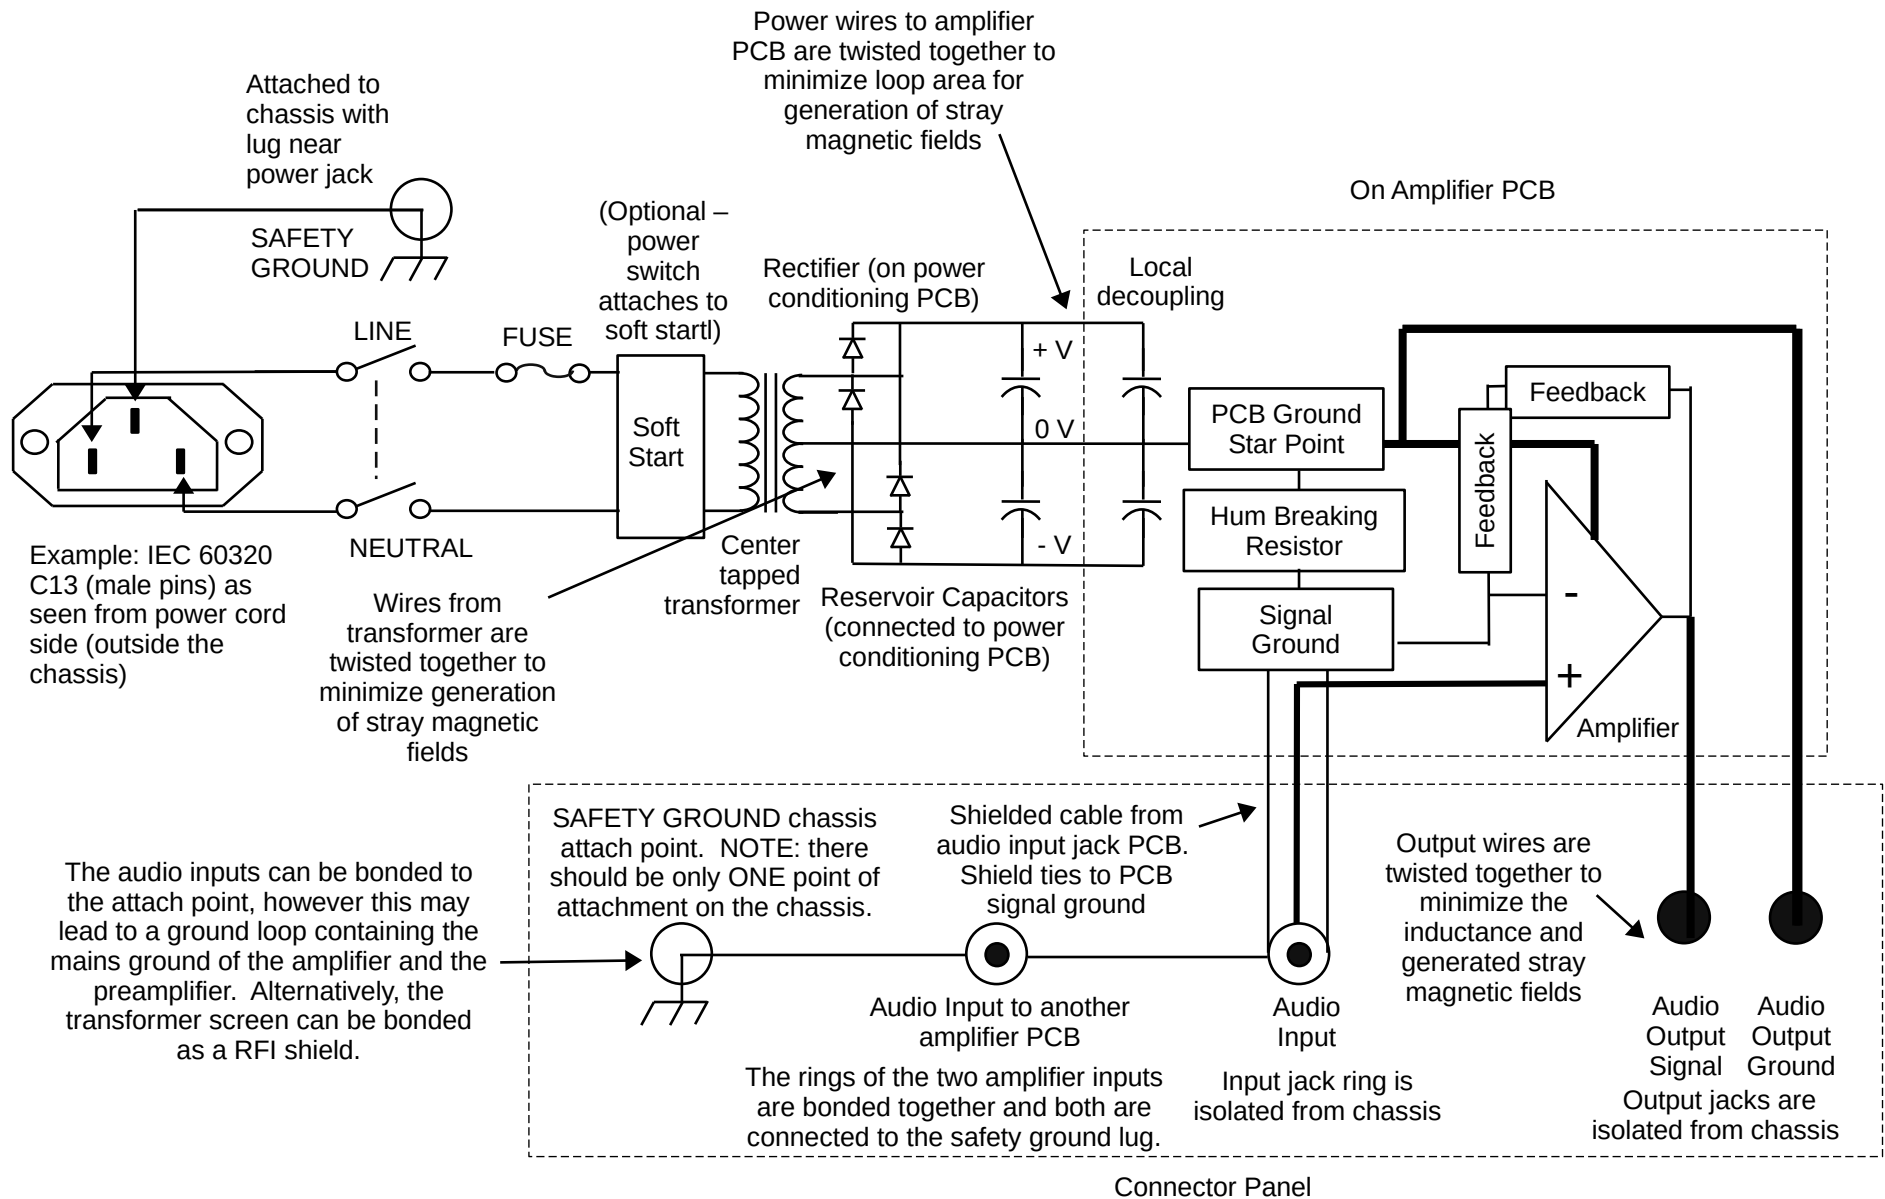 Power wires to amplifier
PCB are twisted together to
minimize loop area for
generation of stray
magnetic fields
Attached to
chassis with
lug near
power jack
On Amplifier PCB
SAFETY
GROUND
(Optional –
power
switch
attaches to
soft startl)
Rectifier (on power
conditioning PCB)
Local
decoupling
LINE
FUSE
+ V
0 V
- V
Soft
Start
PCB Ground
Star Point
Feedback
Feedback
Hum Breaking
Resistor
Signal
Ground
-
+
Amplifier
NEUTRAL
Example: IEC 60320
C13 (male pins) as
seen from power cord
side (outside the
chassis)
Wires from
transformer are
twisted together to
minimize generation
of stray magnetic
fields
Center
tapped
transformer
Reservoir Capacitors
(connected to power
conditioning PCB)
SAFETY GROUND chassis
attach point.  NOTE: there
should be only ONE point of
attachment on the chassis.
Shielded cable from
audio input jack PCB.
Shield ties to PCB
signal ground
Output wires are
twisted together to
minimize the
inductance and
generated stray
magnetic fields
The audio inputs can be bonded to
the attach point, however this may
lead to a ground loop containing the
mains ground of the amplifier and the
preamplifier.  Alternatively, the
transformer screen can be bonded
as a RFI shield.
Audio Input to another
amplifier PCB
Audio
Input
Audio
Output
Signal
Audio
Output
Ground
The rings of the two amplifier inputs
are bonded together and both are
connected to the safety ground lug.
Input jack ring is
isolated from chassis
Output jacks are
isolated from chassis
Connector Panel